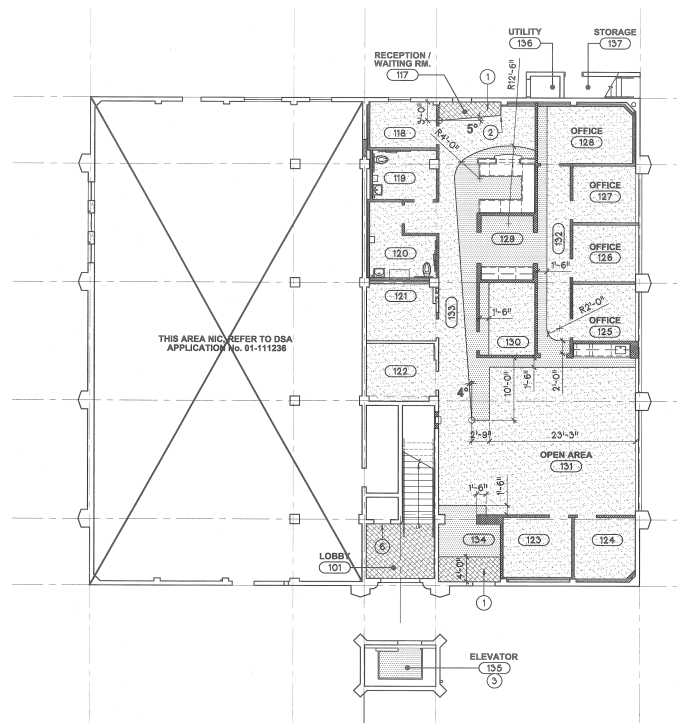 UTILITY
136
STORAGE
137
RECEPTION /
WAITING RM.
117
1
R12'-6"
3'-0"
5°
2
118
R4'-0"
OFFICE
128
119
OFFICE
127
129
132
OFFICE
126
120
1'-6"
121
133
1'-6"
R2'-0"
OFFICE
125
130
THIS AREA NIC, REFER TO DSA
APPLICATION No. 01-111236
122
4°
10'-0"
1'-6"
2'-0"
2'-9"
23'-3"
OPEN AREA
131
1'-6"
1'-6"
6
134
123
124
LOBBY
101
4'-0"
1
ELEVATOR
135
3